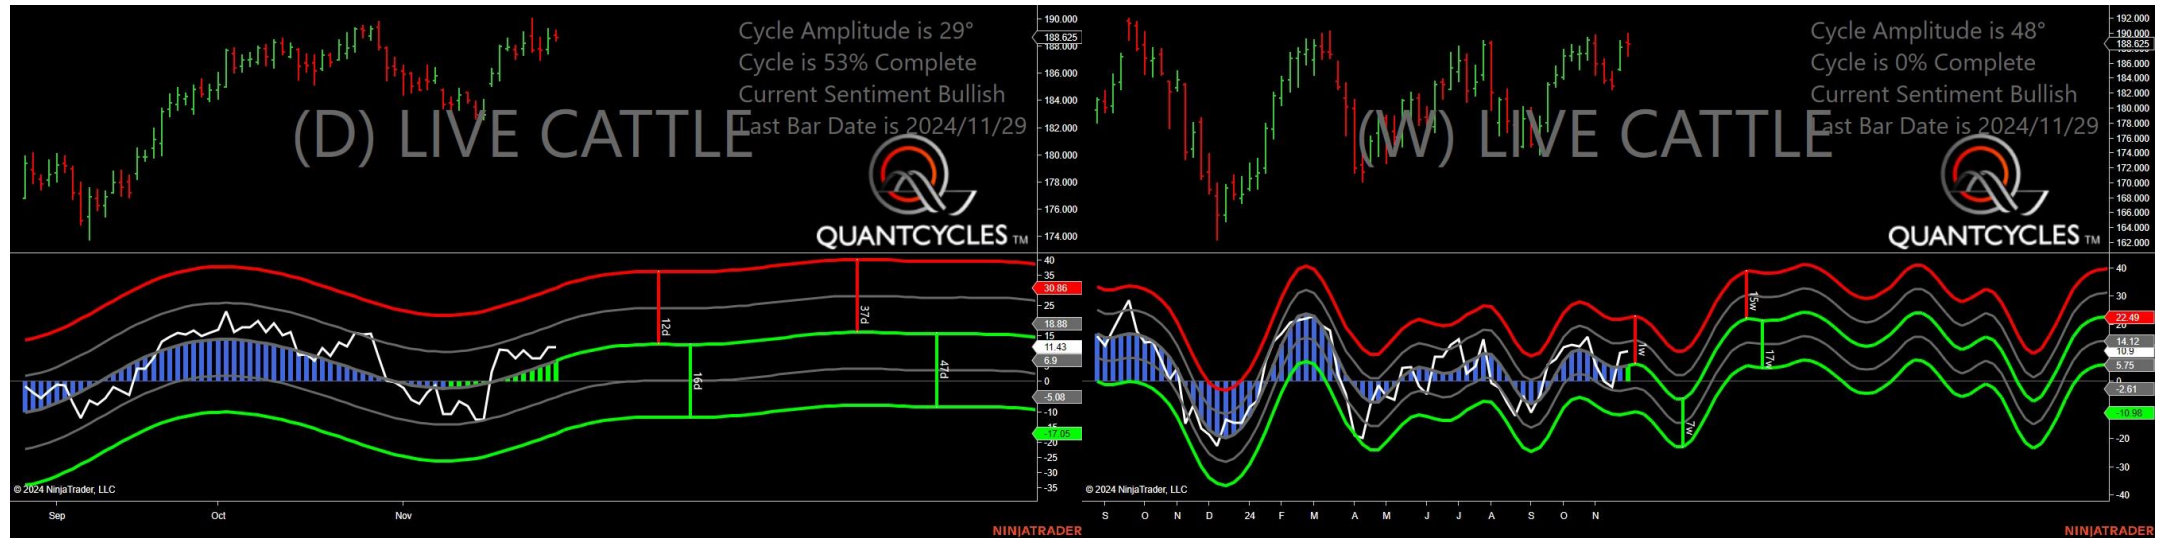 Cycle Amplitude is 29°
Cycle is 53% Complete
Current Sentiment Bullish
Last Bar Date is 2024/11/29
(D) LIVE CATTLE
QUANTCYCLES TM
190.000
188.625
188.000
186.000
184.000
182.000
180.000
178.000
176.000
174.000
40
35
30.86
25
18.88
15
11.43
6.9
5
0
-5.08
-10
-15
-17.05
-20
-25
-30
-35
12d
16d
37d
47d
© 2024 NinjaTrader, LLC
Sep Oct Nov
NINJATRADER
Cycle Amplitude is 48°
Cycle is 0% Complete
Current Sentiment Bullish
Last Bar Date is 2024/11/29
(W) LIVE CATTLE
QUANTCYCLES TM
192.000
190.000
188.625
186.000
184.000
182.000
180.000
178.000
176.000
174.000
172.000
170.000
168.000
166.000
164.000
162.000
40
30
22.49
20
14.12
10.9
5.75
0
-2.61
-10.98
-20
-30
-40
1w
7w
15w
17w
© 2024 NinjaTrader, LLC
S O N D 24 F M A M J J A S O N
NINJATRADER